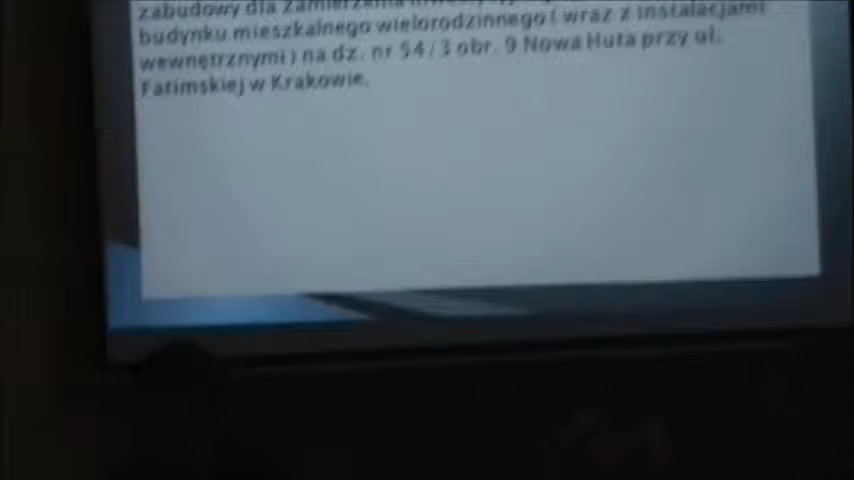 zabudowy dla zamierzenia
budynku mieszkalnego wielorodzinnego ( wraz z instalacjami
wewnętrznymi ) na dz. nr 54 / 3 obr. 9 Nowa Huta przy ul.
Fatimskiej w Krakowie.